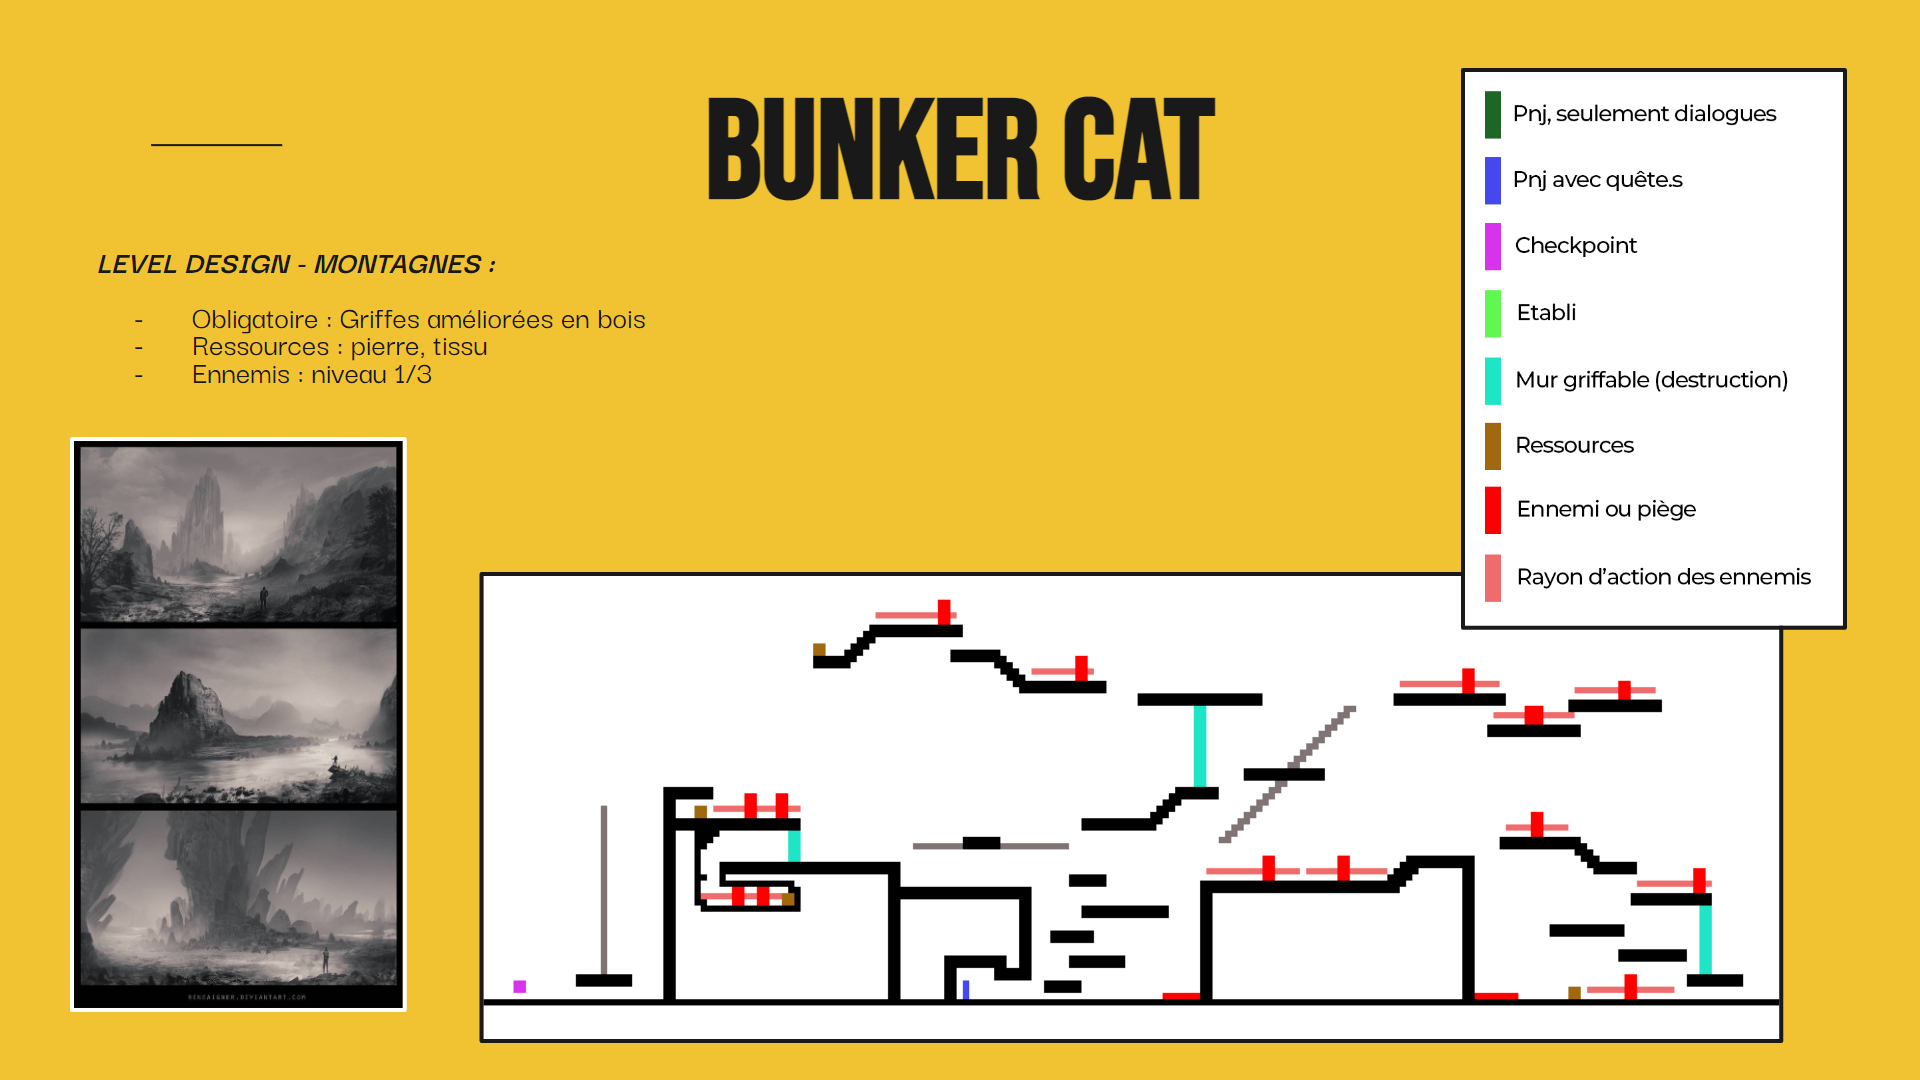 BUNKER CAT
LEVEL DESIGN - MONTAGNES :
- Obligatoire : Griffes améliorées en bois
- Ressources : pierre, tissu
- Ennemis : niveau 1/3
Pnj, seulement dialogues
Pnj avec quête.s
Checkpoint
Etabli
Mur griffable (destruction)
Ressources
Ennemi ou piège
Rayon d’action des ennemis